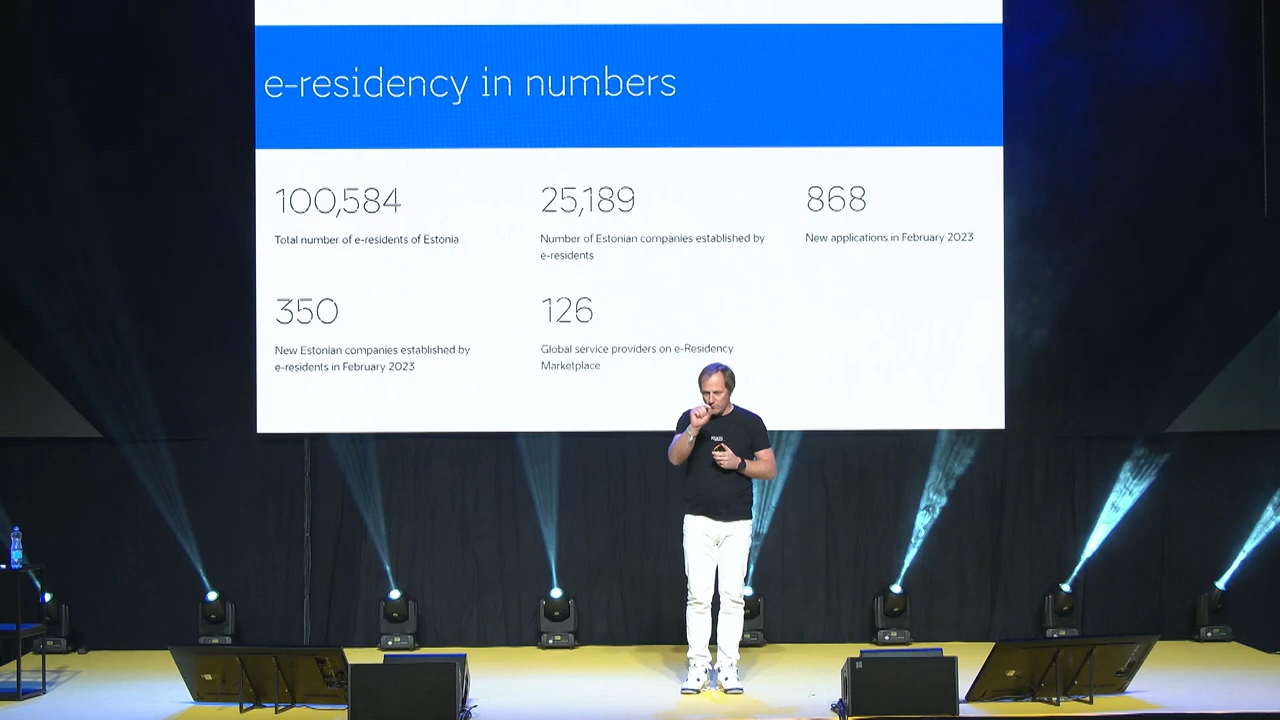 e-residency in numbers
100,584
Total number of e-residents of Estonia
25,189
Number of Estonian companies established by
e-residents
868
New applications in February 2023
350
New Estonian companies established by
e-residents in February 2023
126
Global service providers on e-Residency
Marketplace